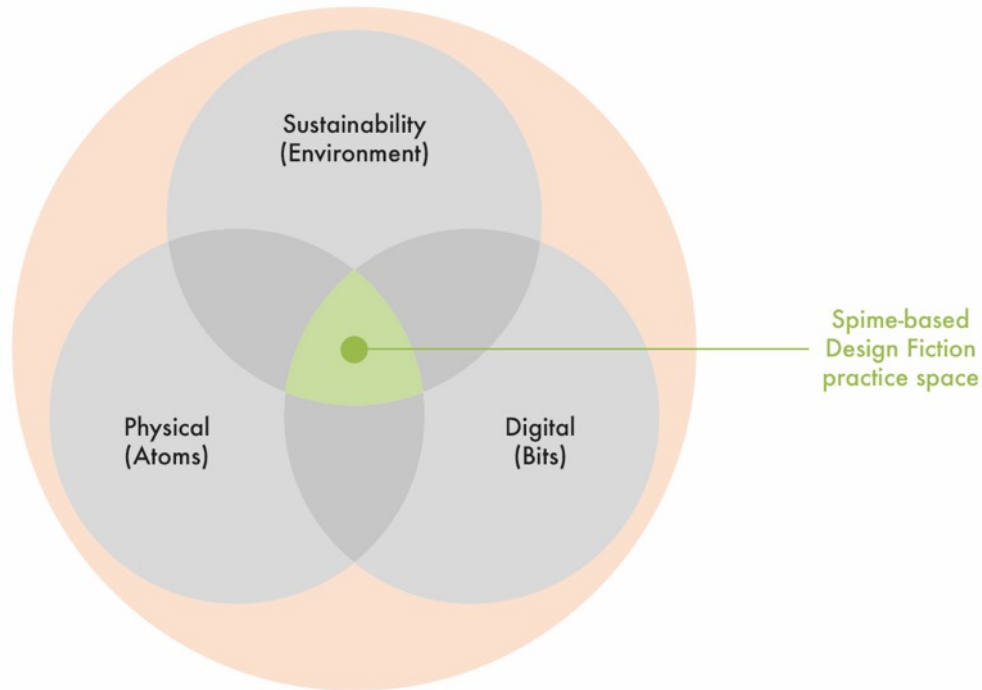 Sustainability
(Environment)
Spime-based
Design Fiction
practice space
Physical
(Atoms)
Digital
(Bits)